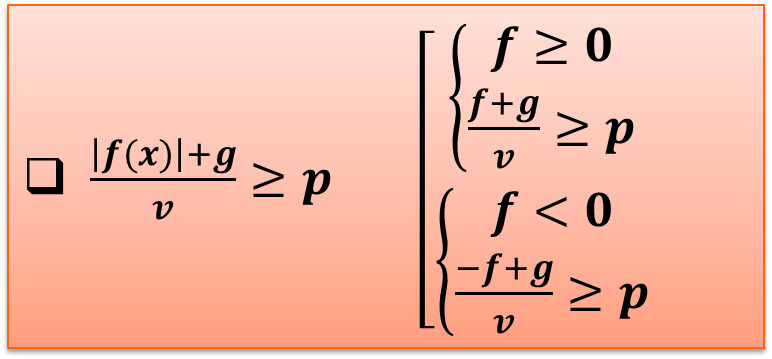 ❑ (|f(x)|+g)/v ≥ p
[ { f ≥ 0
(f+g)/v ≥ p
{ f < 0
(−f+g)/v ≥ p